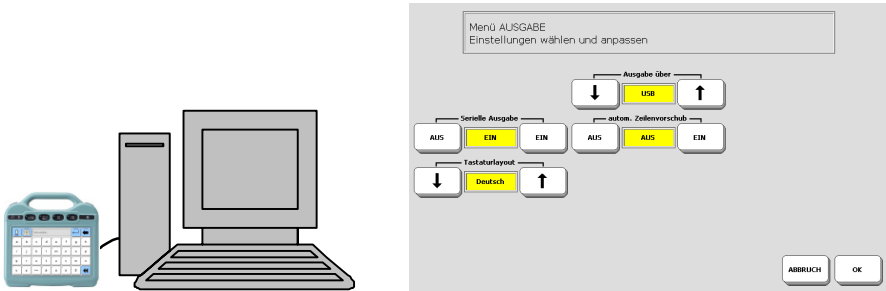 Menü AUSGABE
Einstellungen wählen und anpassen
Ausgabe über
USB
Serielle Ausgabe
autom. Zeilenvorschub
AUS EIN EIN AUS AUS EIN
Tastaturlayout
Deutsch
ABBRUCH OK